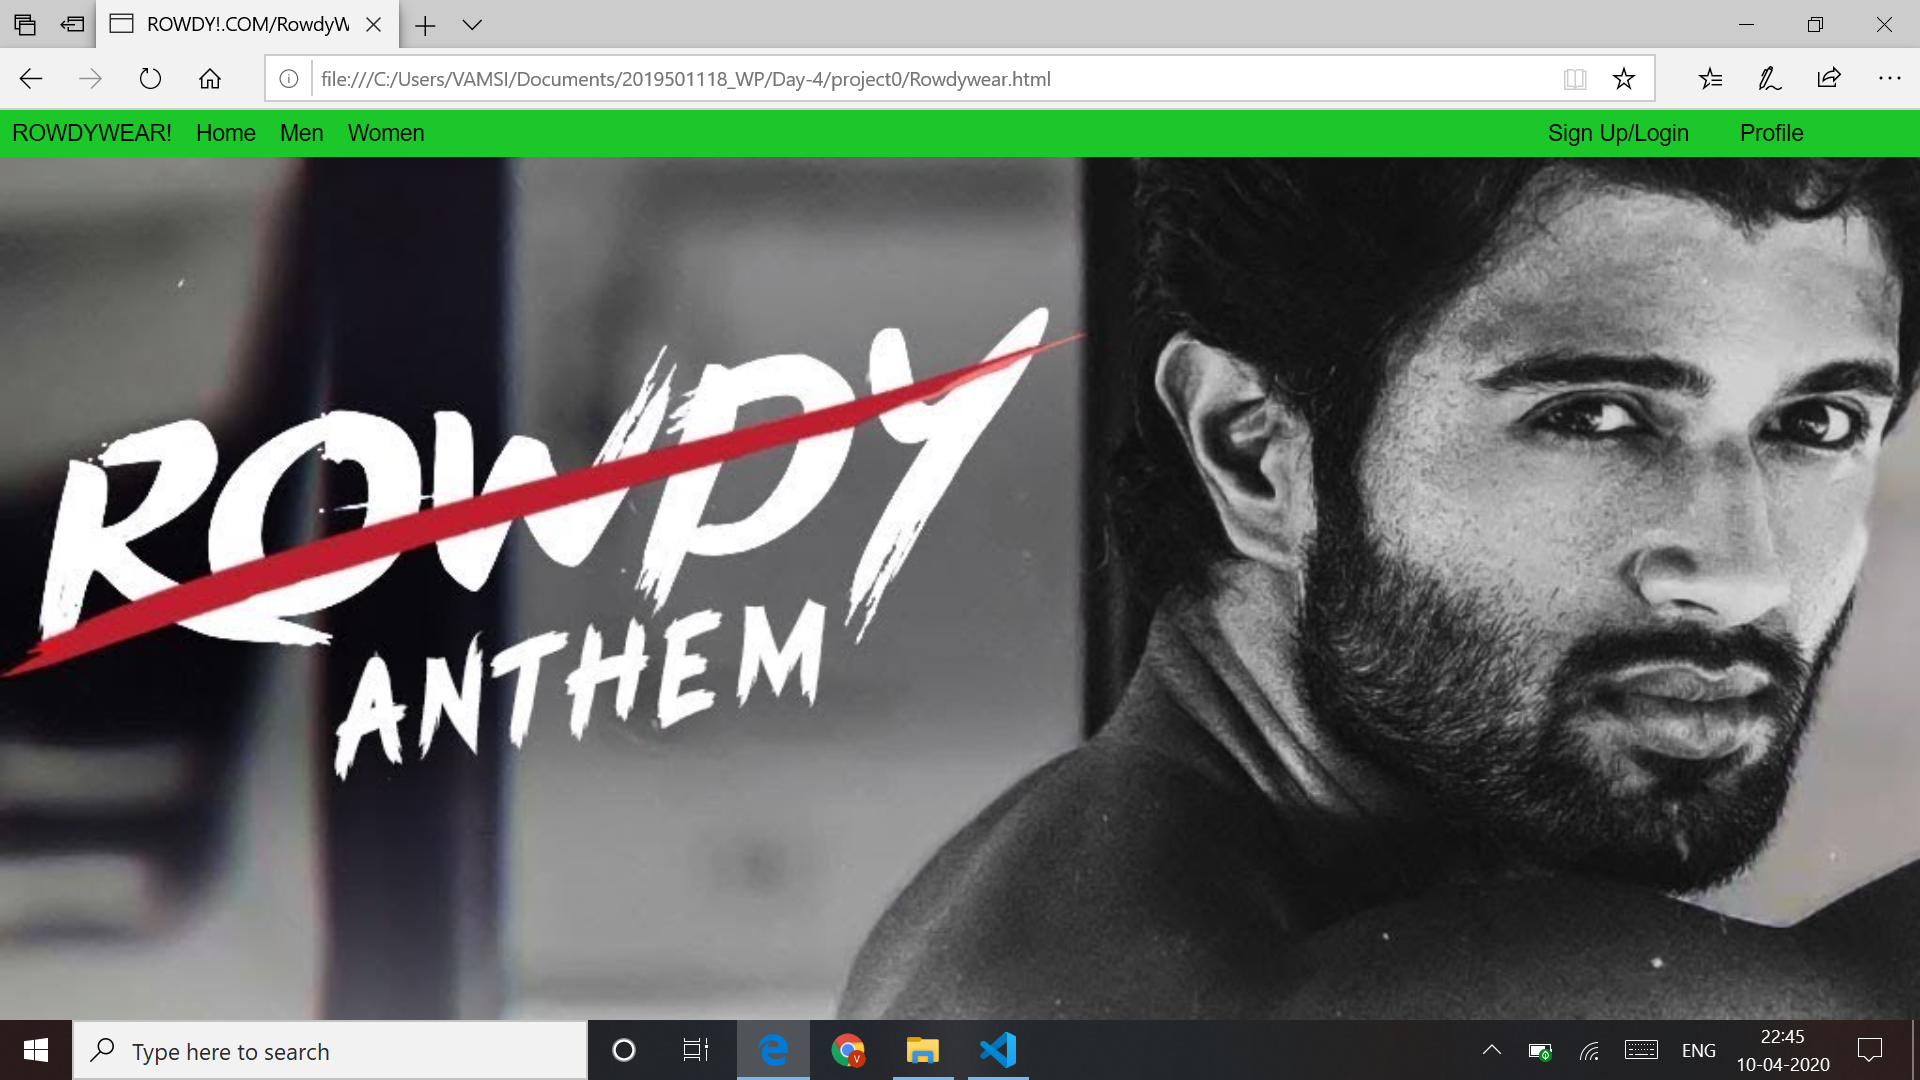 ROWDY!.COM/RowdyW
file:///C:/Users/VAMSI/Documents/2019501118_WP/Day-4/project0/Rowdywear.html
ROWDYWEAR! Home Men Women Sign Up/Login Profile
ROWDY
ANTHEM
Type here to search
V
ENG
22:45
10-04-2020